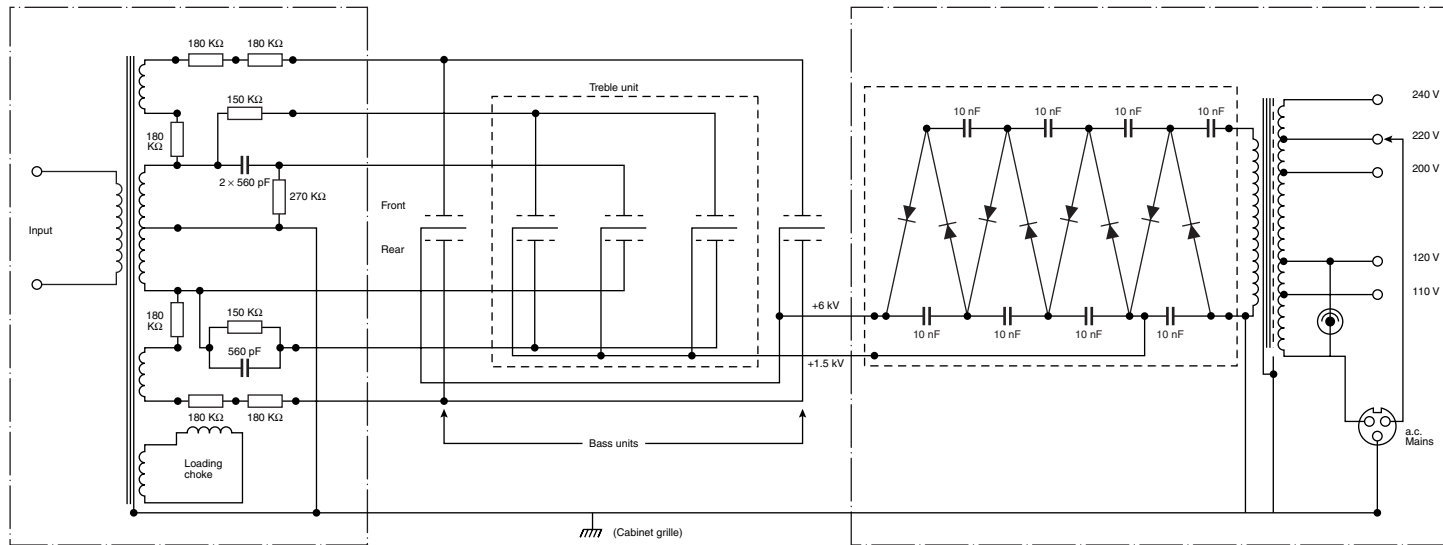 180 KΩ 180 KΩ
150 KΩ
180
KΩ
2 × 560 pF
270 KΩ
Input
180
KΩ
150 KΩ
560 pF
180 KΩ 180 KΩ
Loading
choke
Treble unit
Front
Rear
Bass units
(Cabinet grille)
+6 kV
+1.5 kV
10 nF 10 nF 10 nF 10 nF
10 nF 10 nF 10 nF 10 nF
240 V
220 V
200 V
120 V
110 V
a.c.
Mains